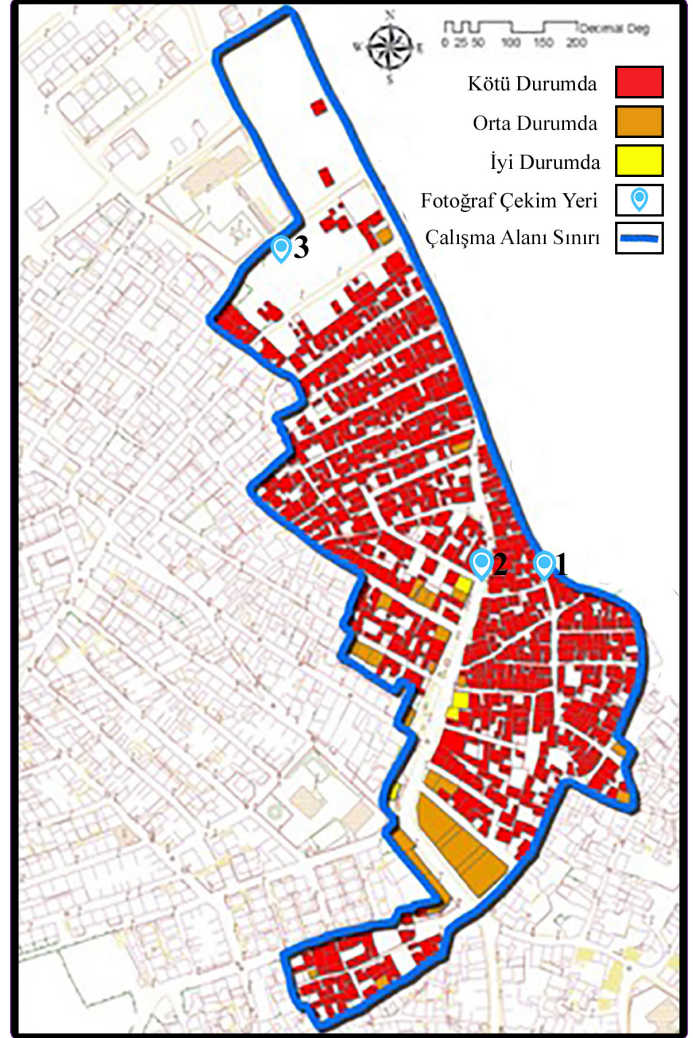 N
W E
S
Decimal Deg
0 25 50 100 150 200
Kötü Durumda
Orta Durumda
İyi Durumda
Fotoğraf Çekim Yeri
Çalışma Alanı Sınırı
3
2
1